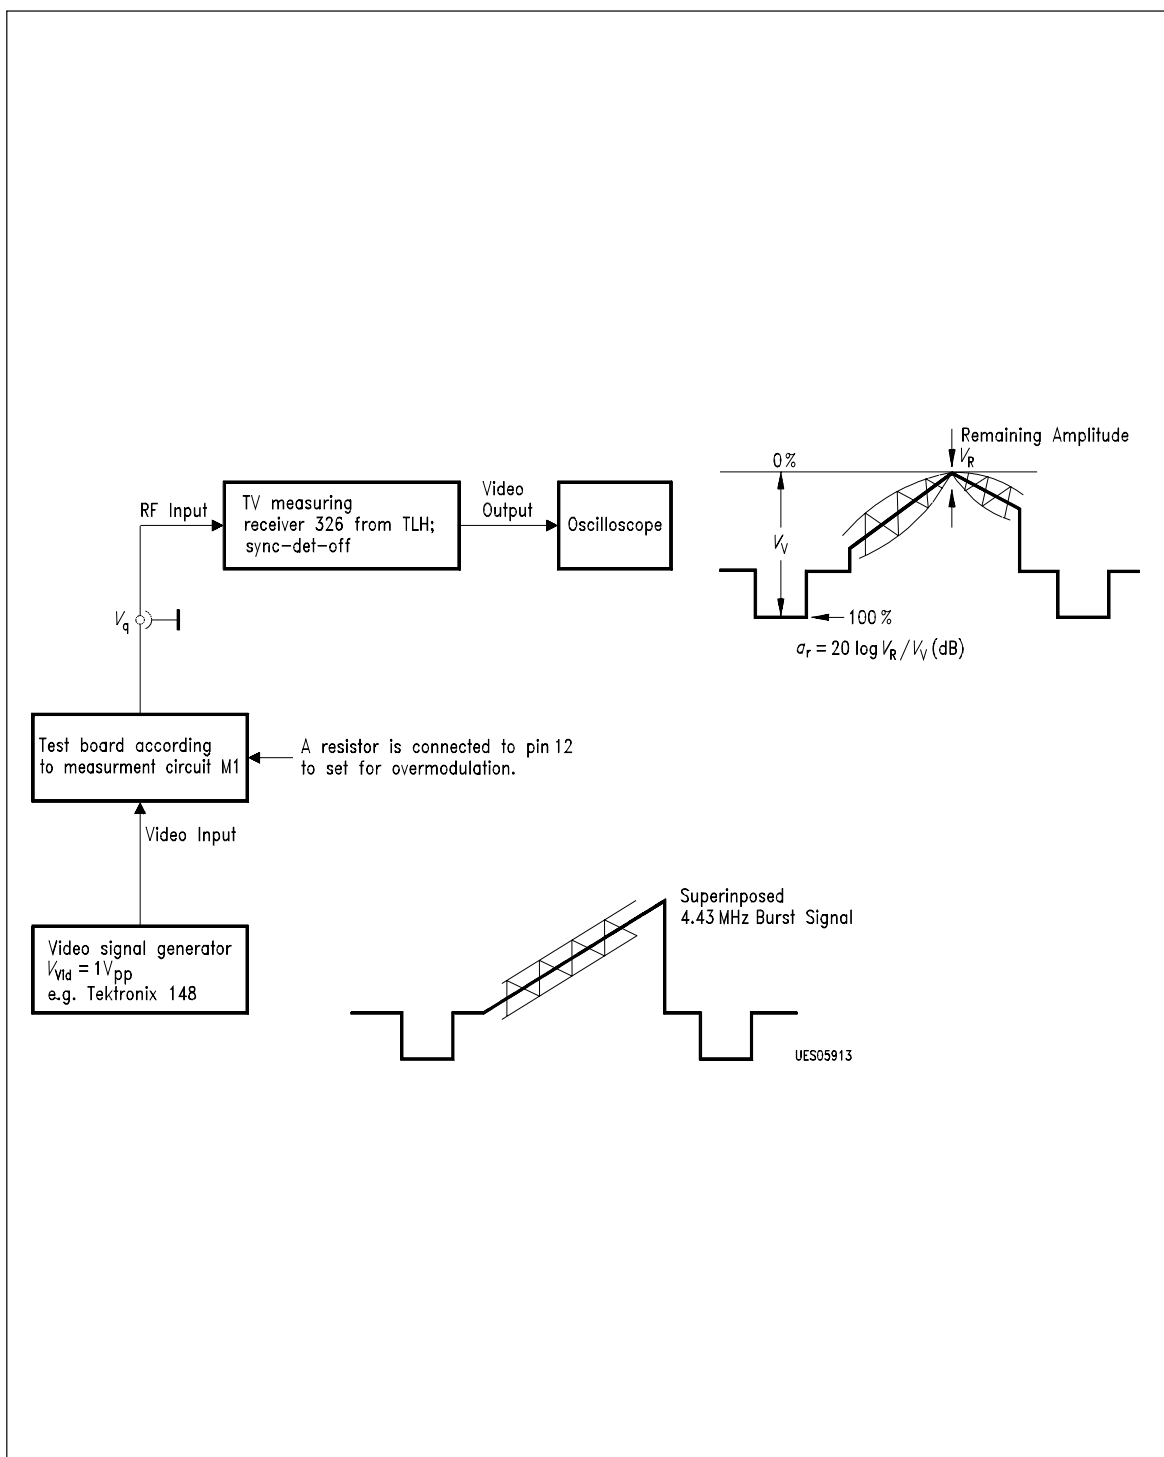 Remaining Amplitude
V_R
0%
RF Input
TV measuring
receiver 326 from TLH;
sync-det-off
Video
Output
Oscilloscope
V_V
100%
a_r = 20 log V_R / V_V (dB)
V_q
Test board according
to measurment circuit M1
A resistor is connected to pin 12
to set for overmodulation.
Video Input
Superinposed
4.43 MHz Burst Signal
Video signal generator
V_Vid = 1V_pp
e.g. Tektronix 148
UES05913